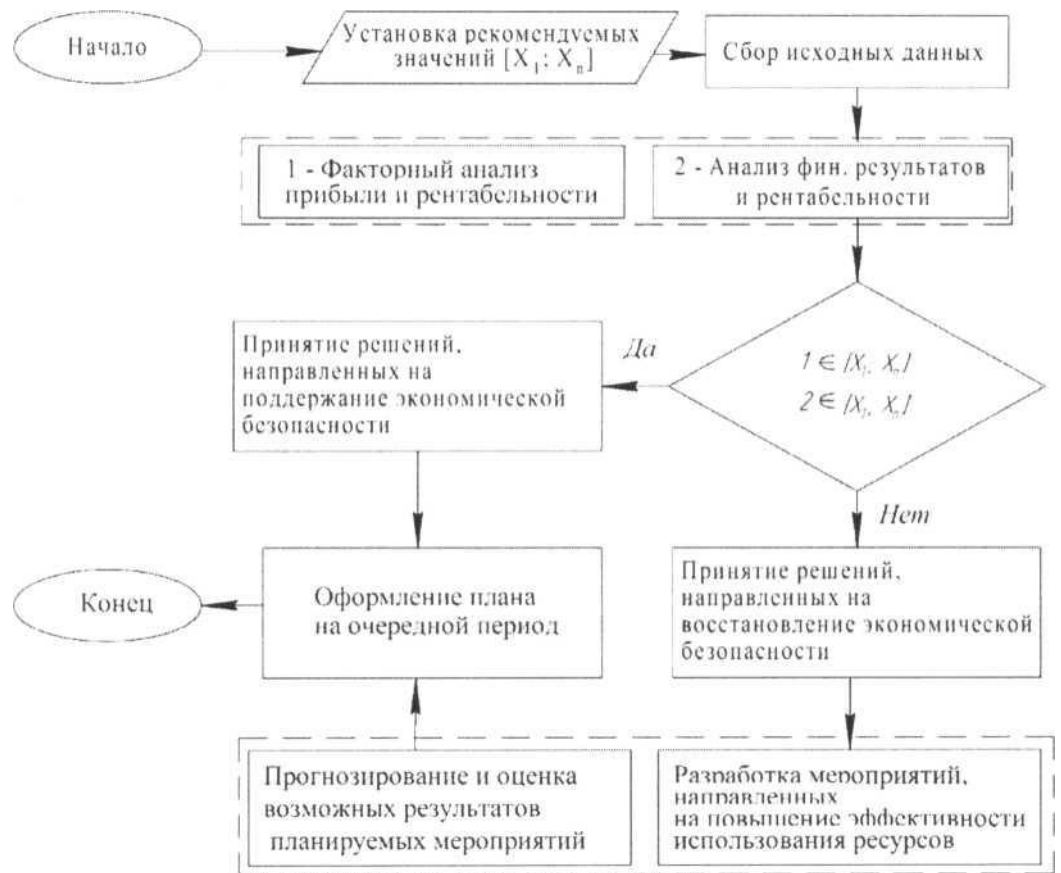 Начало
Установка рекомендуемых
значений [X₁; Xₙ]
Сбор исходных данных
1 - Факторный анализ
прибыли и рентабельности
2 - Анализ фин. результатов
и рентабельности
1 ∈ [X₁, Xₙ]
2 ∈ [X₁, Xₙ]
Да
Принятие решений,
направленных на
поддержание экономической
безопасности
Нет
Принятие решений,
направленных на
восстановление экономической
безопасности
Конец
Оформление плана
на очередной период
Прогнозирование и оценка
возможных результатов
планируемых мероприятий
Разработка мероприятий,
направленных
на повышение эффективности
использования ресурсов